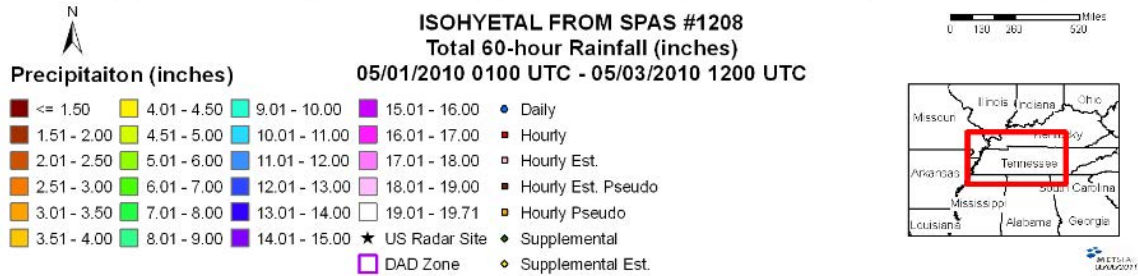 N
ISOHYETAL FROM SPAS #1208
Total 60-hour Rainfall (inches)
05/01/2010 0100 UTC - 05/03/2010 1200 UTC
Miles
0 130 260 520
Precipitaiton (inches)
<= 1.50 4.01 - 4.50 9.01 - 10.00 15.01 - 16.00 Daily
1.51 - 2.00 4.51 - 5.00 10.01 - 11.00 16.01 - 17.00 Hourly
2.01 - 2.50 5.01 - 6.00 11.01 - 12.00 17.01 - 18.00 Hourly Est.
2.51 - 3.00 6.01 - 7.00 12.01 - 13.00 18.01 - 19.00 Hourly Est. Pseudo
3.01 - 3.50 7.01 - 8.00 13.01 - 14.00 19.01 - 19.71 Hourly Pseudo
3.51 - 4.00 8.01 - 9.00 14.01 - 15.00 US Radar Site Supplemental
DAD Zone Supplemental Est.
Illinois Indiana Ohio
Missouri
Kentucky
Tennessee
Arkansas
South Carolina
Mississippi
Louisiana Alabama Georgia